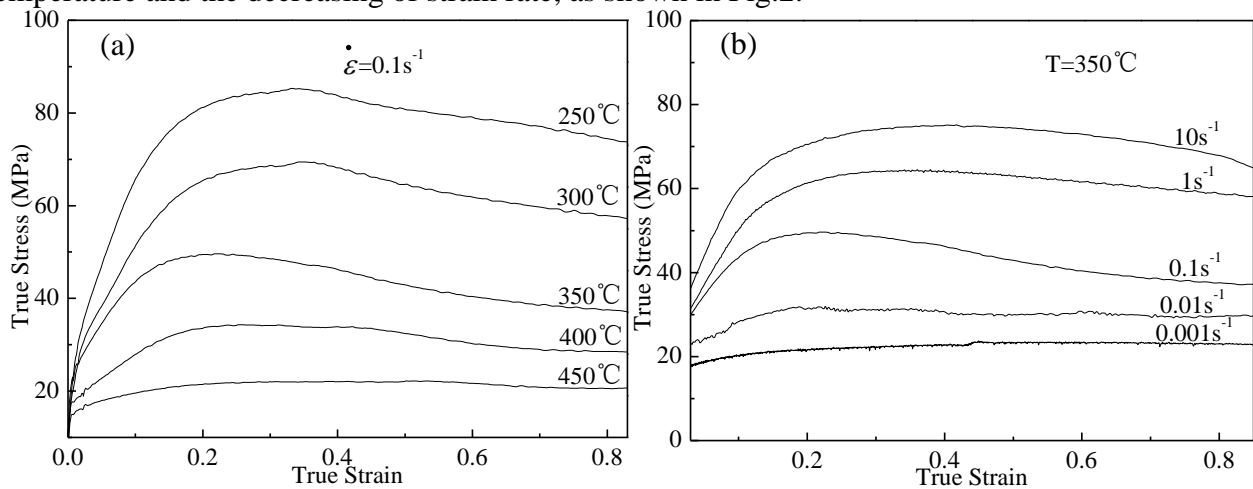 emperature and the decreasing of strain rate, as shown in Fig.2.
(a)
ε̇=0.1s⁻¹
250℃
300℃
350℃
400℃
450℃
100
80
60
40
20
True Stress (MPa)
0.0 0.2 0.4 0.6 0.8
True Strain
(b)
T=350℃
10s⁻¹
1s⁻¹
0.1s⁻¹
0.01s⁻¹
0.001s⁻¹
100
80
60
40
20
0
True Stress (MPa)
0.2 0.4 0.6 0.8
True Strain